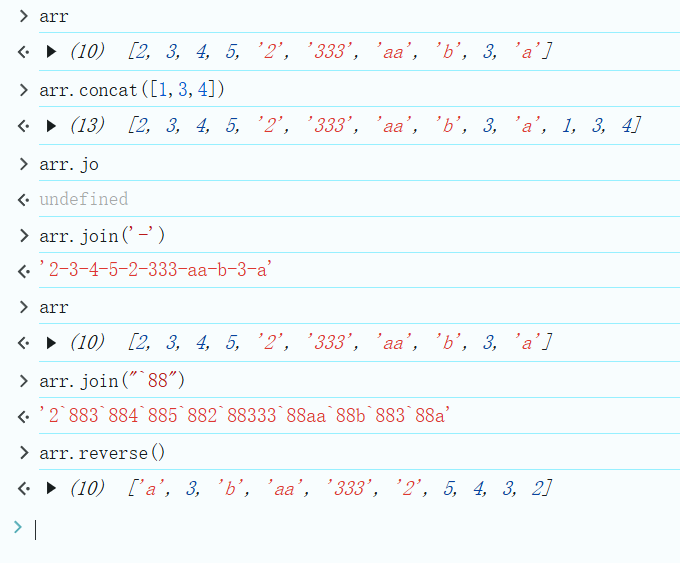 > arr
<· ▶ (10) [2, 3, 4, 5, '2', '333', 'aa', 'b', 3, 'a']
> arr.concat([1,3,4])
<· ▶ (13) [2, 3, 4, 5, '2', '333', 'aa', 'b', 3, 'a', 1, 3, 4]
> arr.jo
<· undefined
> arr.join('-')
<· '2-3-4-5-2-333-aa-b-3-a'
> arr
<· ▶ (10) [2, 3, 4, 5, '2', '333', 'aa', 'b', 3, 'a']
> arr.join("`88")
<· '2`883`884`885`882`88333`88aa`88b`883`88a'
> arr.reverse()
<· ▶ (10) ['a', 3, 'b', 'aa', '333', '2', 5, 4, 3, 2]
>